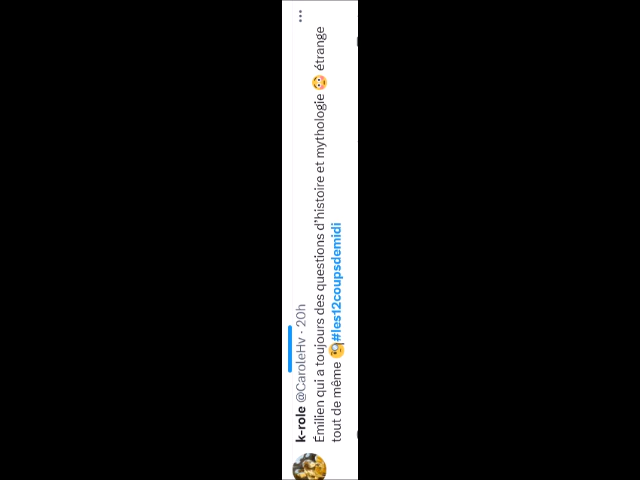 k-role @CaroleHv · 20h ...
Émilien qui a toujours des questions d'histoire et mythologie 😳 étrange
tout de même 🧐#les12coupsdemidi